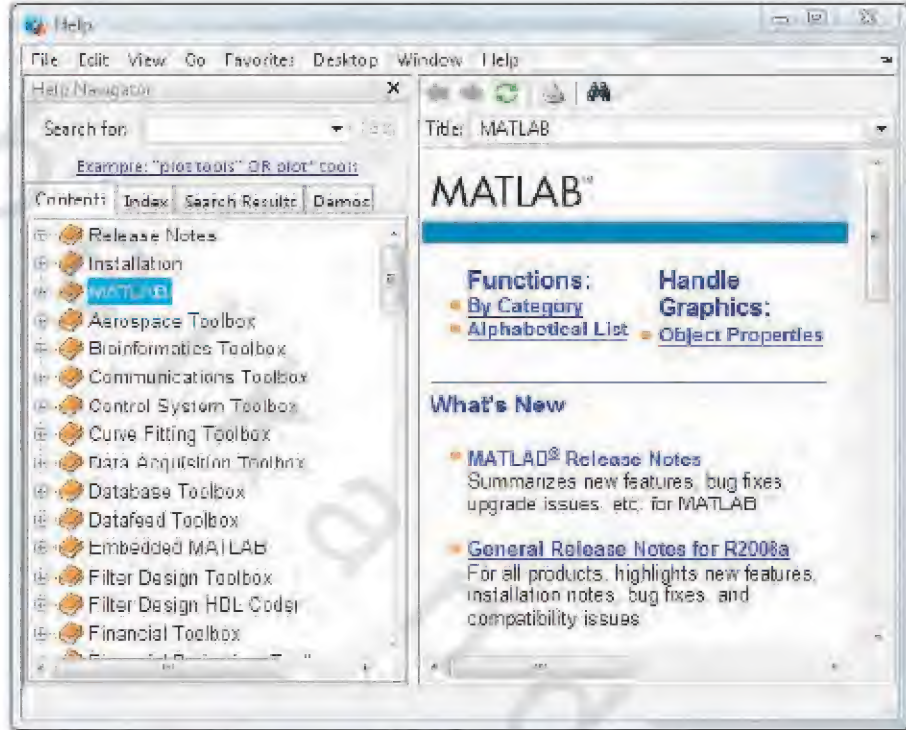 Help
File Edit View Go Favorites Desktop Window Help
Help Navigator
Search for:
Example: "plot tools" OR plot* tools
Contents Index Search Results Demos
Release Notes
Installation
MATLAB
Aerospace Toolbox
Bioinformatics Toolbox
Communications Toolbox
Control System Toolbox
Curve Fitting Toolbox
Data Acquisition Toolbox
Database Toolbox
Datafeed Toolbox
Embedded MATLAB
Filter Design Toolbox
Filter Design HDL Coder
Financial Toolbox
Title: MATLAB
MATLAB™
Functions:
By Category
Alphabetical List
Handle
Graphics:
Object Properties
What's New
MATLAB® Release Notes
Summarizes new features, bug fixes,
upgrade issues, etc. for MATLAB
General Release Notes for R2008a
For all products, highlights new features,
installation notes, bug fixes, and
compatibility issues